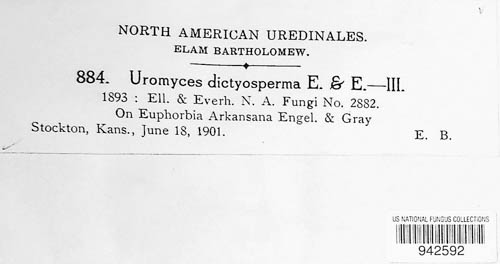 NORTH AMERICAN UREDINALES.
ELAM BARTHOLOMEW.
884. Uromyces dictyosperma E. & E.—III.
1893 : Ell. & Everh. N. A. Fungi No. 2882.
On Euphorbia Arkansana Engel. & Gray
Stockton, Kans., June 18, 1901. E. B.
US NATIONAL FUNGUS COLLECTIONS
942592